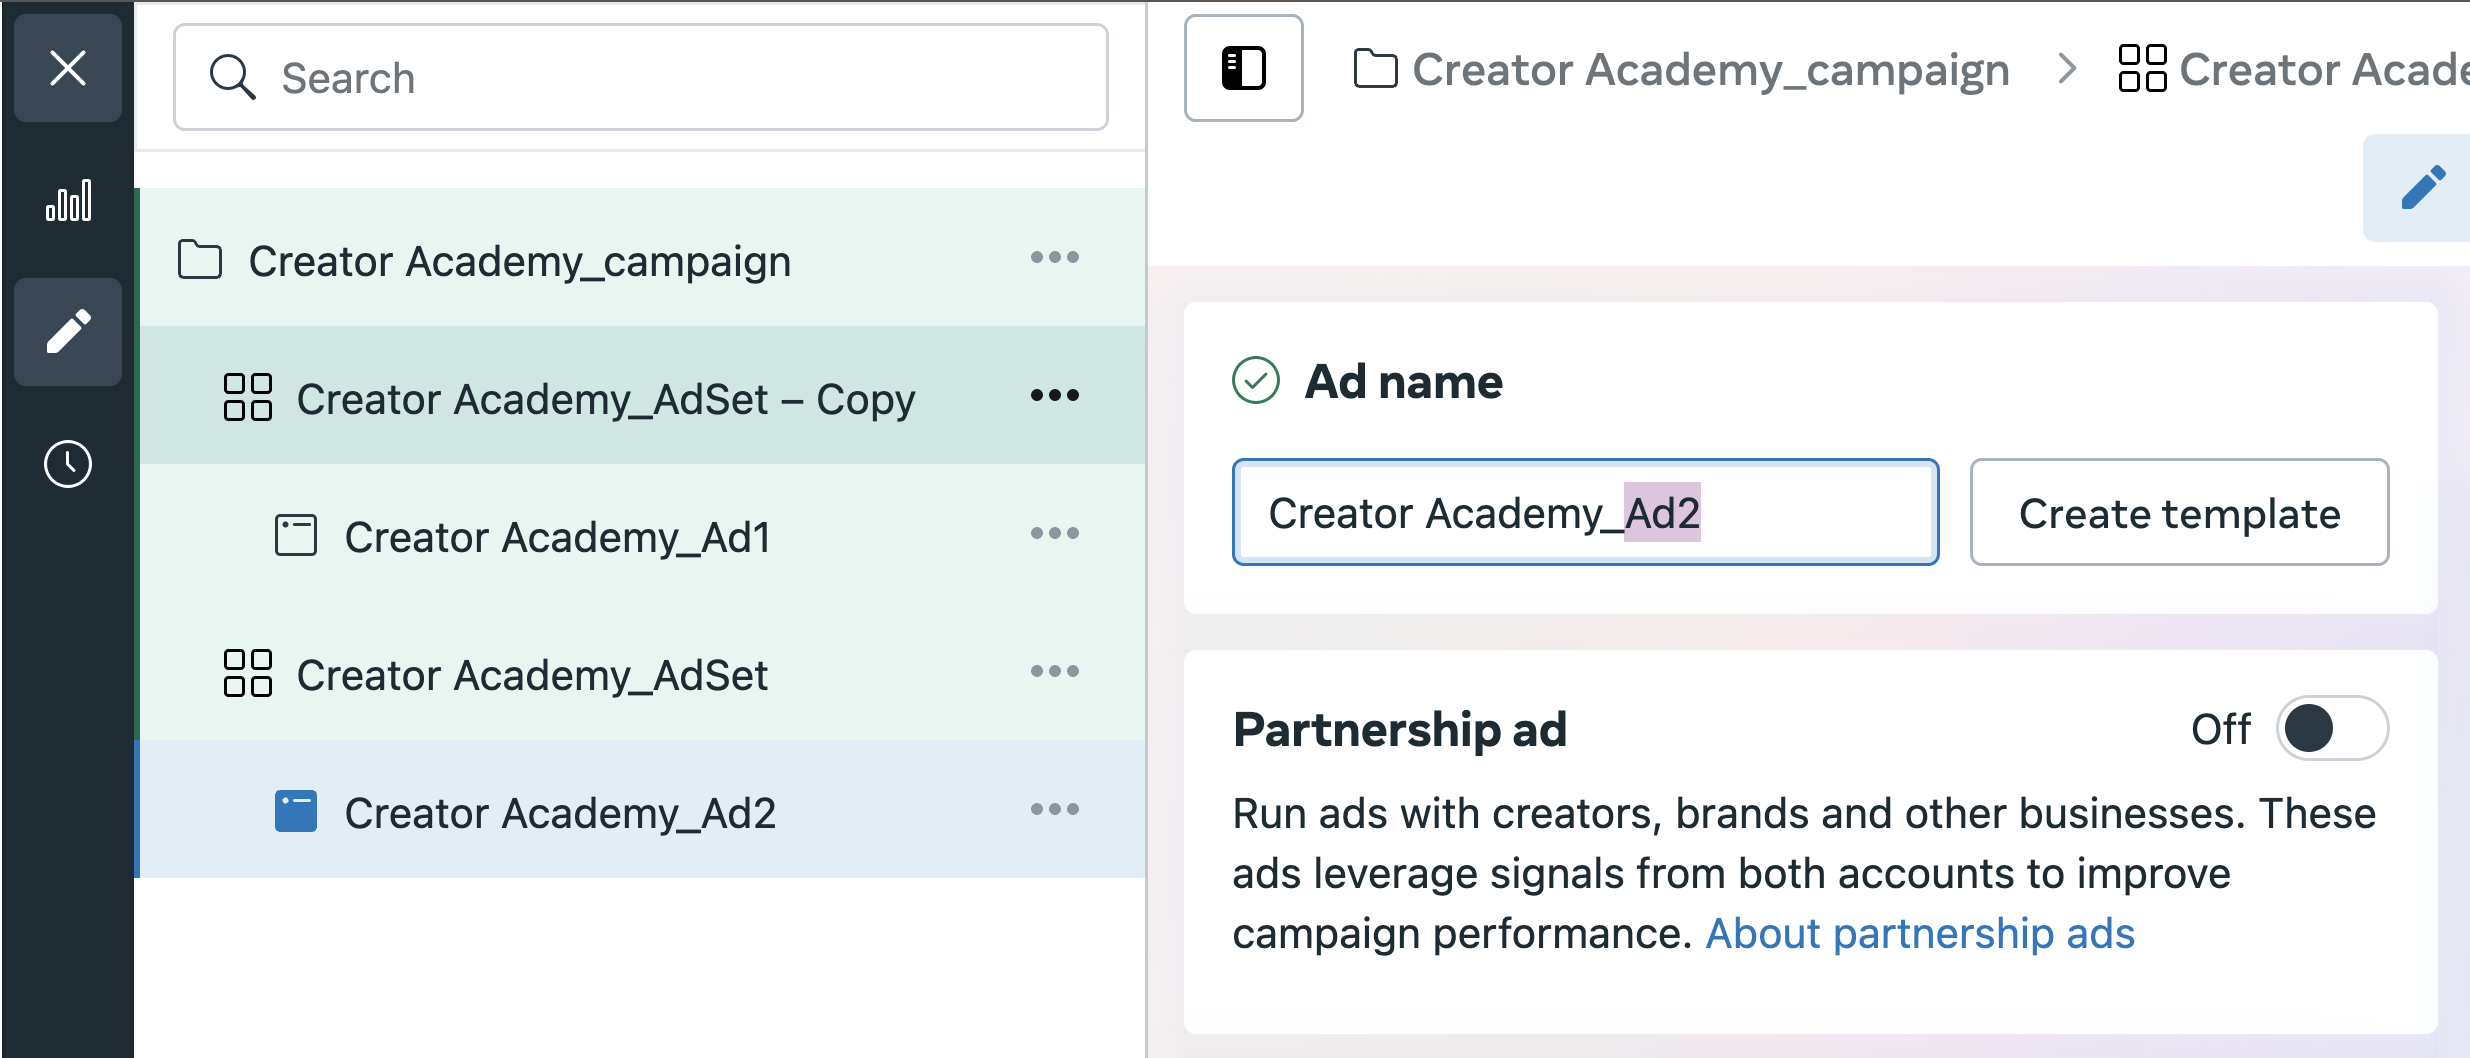 Search
Creator Academy_campaign
Creator Academy_AdSet – Copy
Creator Academy_Ad1
Creator Academy_AdSet
Creator Academy_Ad2
Creator Academy_campaign
Creator Acade
Ad name
Creator Academy_Ad2
Create template
Partnership ad
Off
Run ads with creators, brands and other businesses. These
ads leverage signals from both accounts to improve
campaign performance. About partnership ads